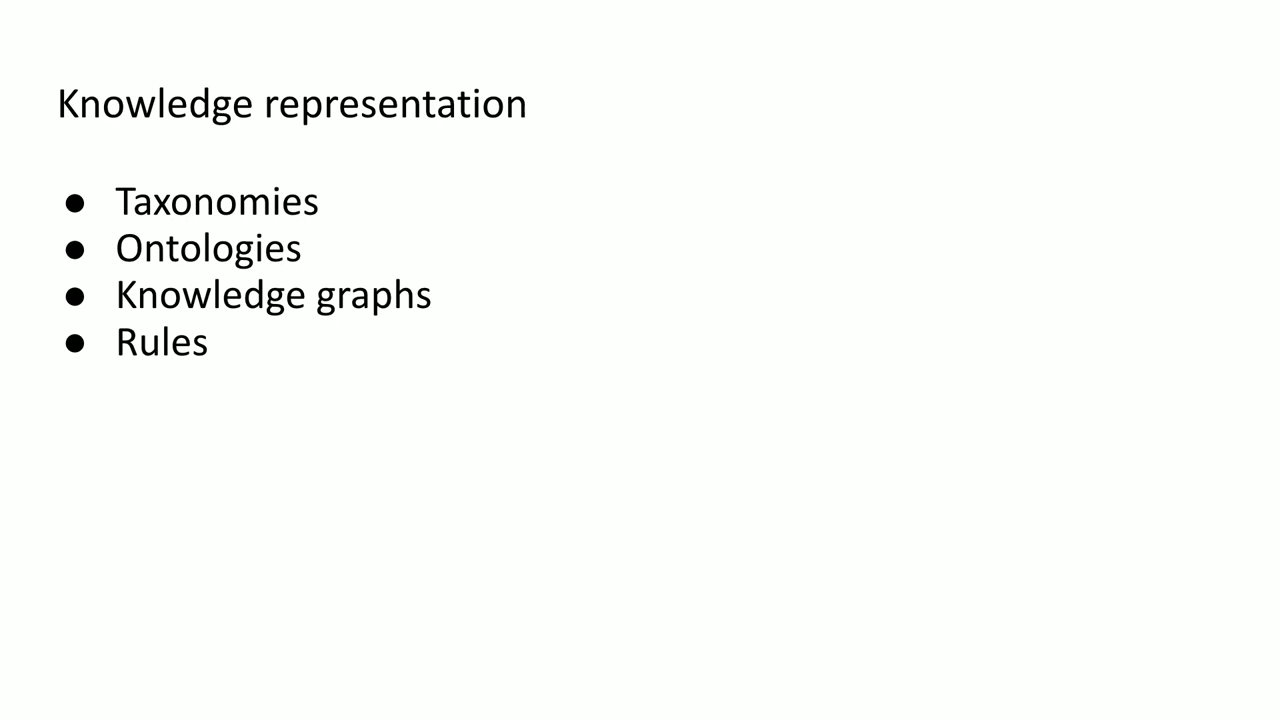 Knowledge representation
● Taxonomies
● Ontologies
● Knowledge graphs
● Rules